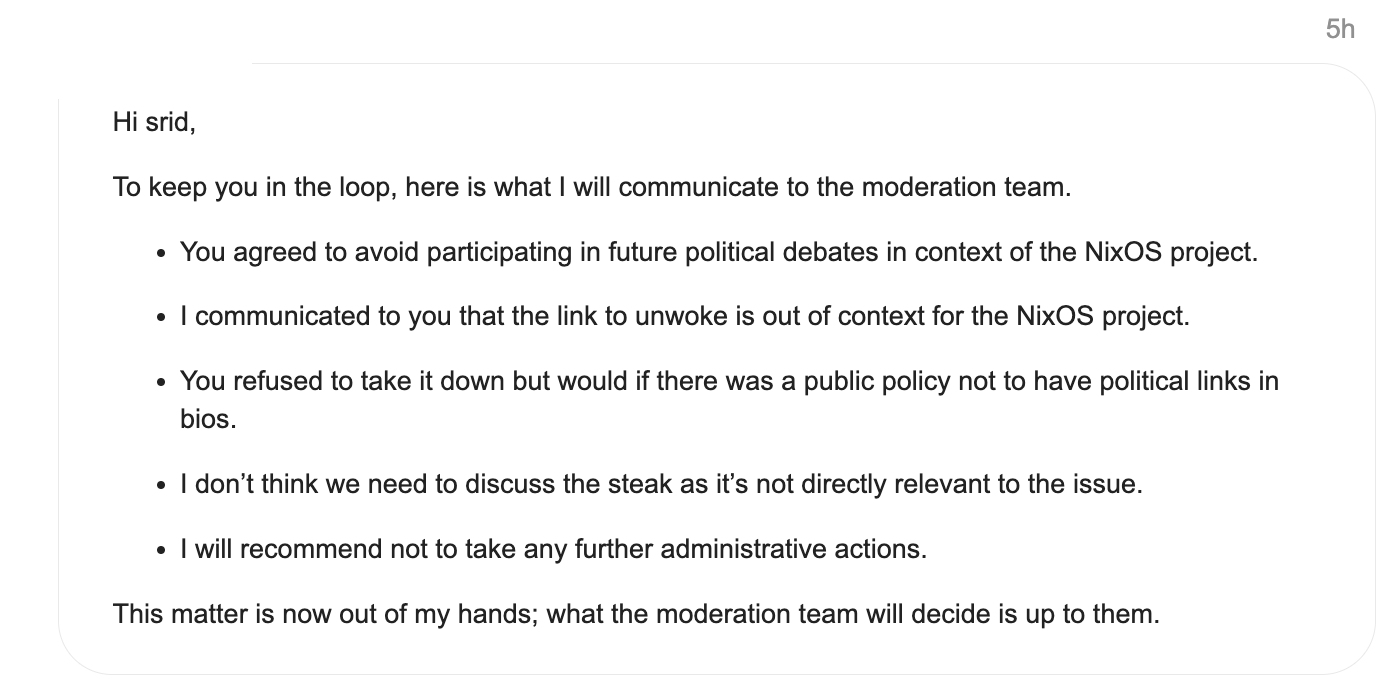 5h
Hi srid,
To keep you in the loop, here is what I will communicate to the moderation team.
• You agreed to avoid participating in future political debates in context of the NixOS project.
• I communicated to you that the link to unwoke is out of context for the NixOS project.
• You refused to take it down but would if there was a public policy not to have political links in
bios.
• I don’t think we need to discuss the steak as it’s not directly relevant to the issue.
• I will recommend not to take any further administrative actions.
This matter is now out of my hands; what the moderation team will decide is up to them.